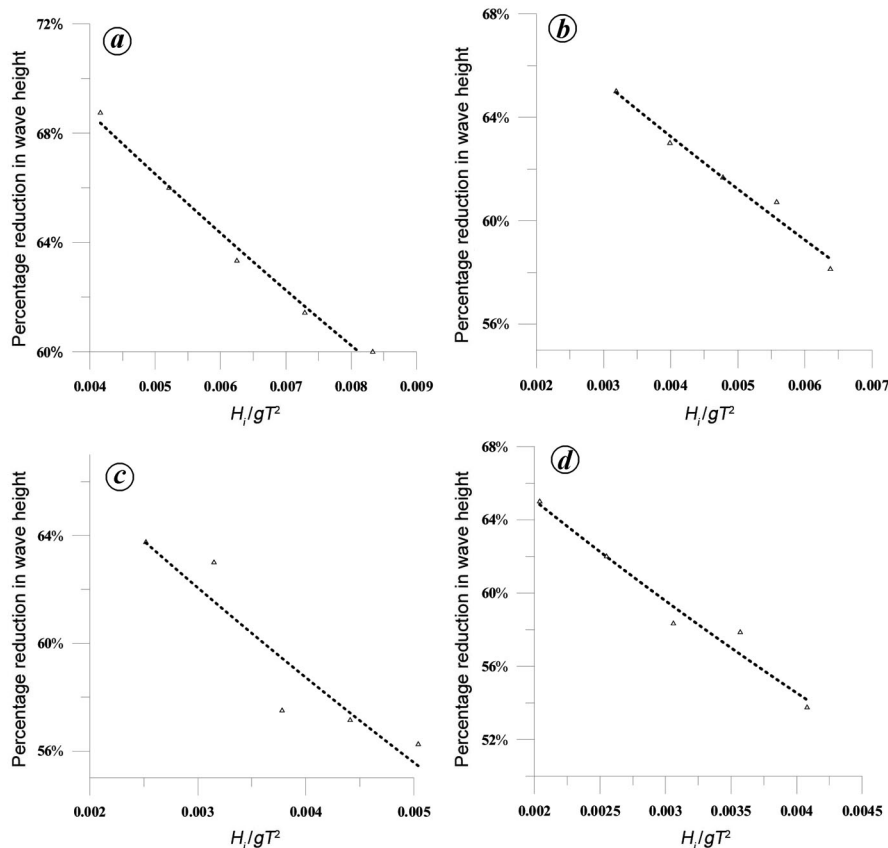 a
Percentage reduction in wave height
72%
68%
64%
60%
0.004 0.005 0.006 0.007 0.008 0.009
Hᵢ/gT²
b
Percentage reduction in wave height
68%
64%
60%
56%
0.002 0.003 0.004 0.005 0.006 0.007
Hᵢ/gT²
c
Percentage reduction in wave height
64%
60%
56%
0.002 0.003 0.004 0.005
Hᵢ/gT²
d
Percentage reduction in wave height
68%
64%
60%
56%
52%
0.002 0.0025 0.003 0.0035 0.004 0.0045
Hᵢ/gT²